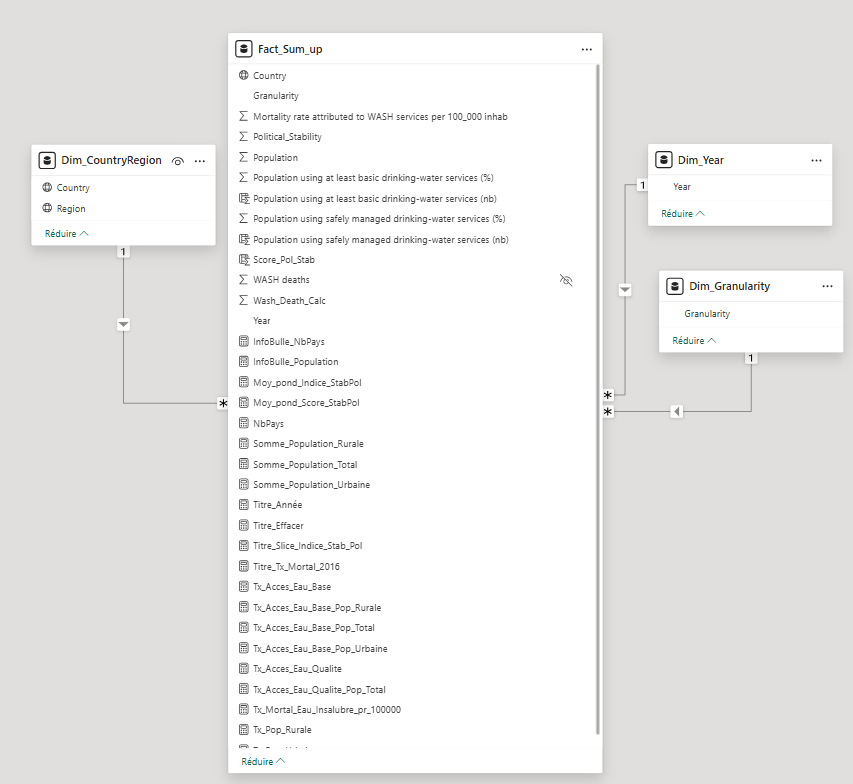 Fact_Sum_up
Country
Granularity
Mortality rate attributed to WASH services per 100_000 inhab
Political_Stability
Population
Population using at least basic drinking-water services (%)
Population using at least basic drinking-water services (nb)
Population using safely managed drinking-water services (%)
Population using safely managed drinking-water services (nb)
Score_Pol_Stab
WASH deaths
Wash_Death_Calc
Year
InfoBulle_NbPays
InfoBulle_Population
Moy_pond_Indice_StabPol
Moy_pond_Score_StabPol
NbPays
Somme_Population_Rurale
Somme_Population_Total
Somme_Population_Urbaine
Titre_Année
Titre_Effacer
Titre_Slice_Indice_Stab_Pol
Titre_Tx_Mortal_2016
Tx_Acces_Eau_Base
Tx_Acces_Eau_Base_Pop_Rurale
Tx_Acces_Eau_Base_Pop_Total
Tx_Acces_Eau_Base_Pop_Urbaine
Tx_Acces_Eau_Qualite
Tx_Acces_Eau_Qualite_Pop_Total
Tx_Mortal_Eau_Insalubre_pr_100000
Tx_Pop_Rurale
Réduire
Dim_CountryRegion
Country
Region
Réduire
1
*
Dim_Year
Year
Réduire
1
*
Dim_Granularity
Granularity
Réduire
1
*